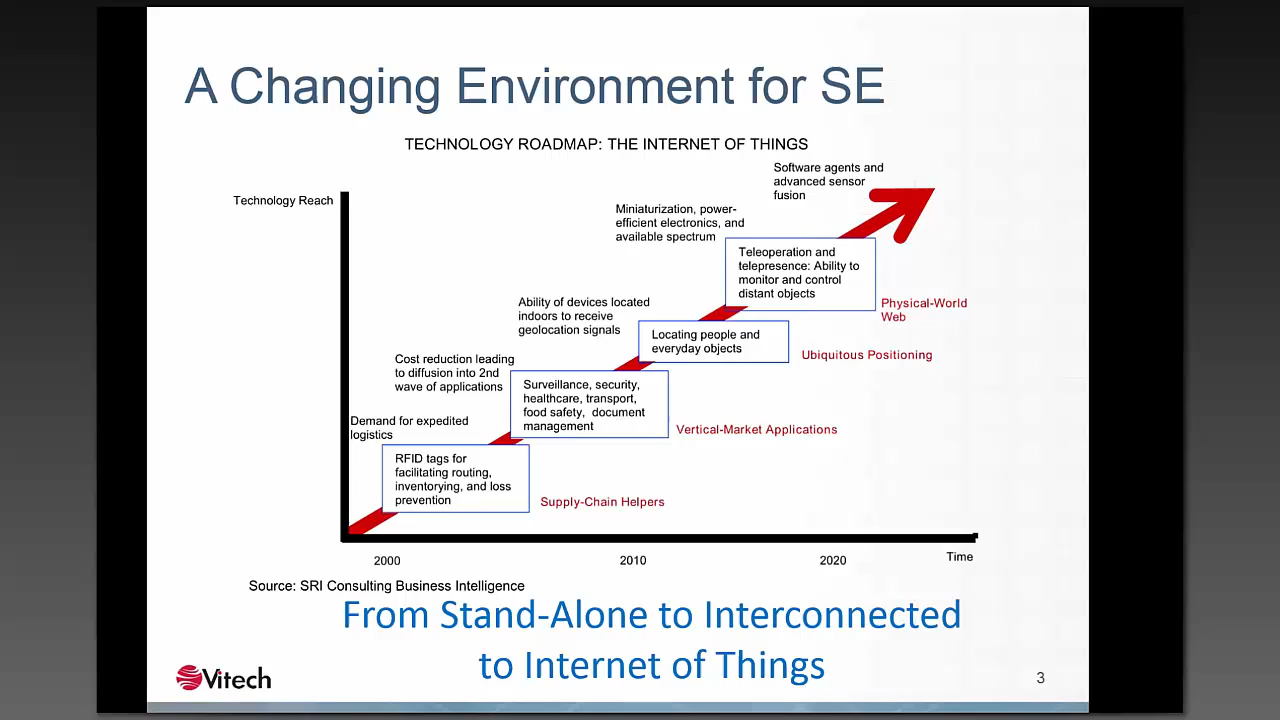 A Changing Environment for SE
TECHNOLOGY ROADMAP: THE INTERNET OF THINGS
Technology Reach
Software agents and
advanced sensor
fusion
Miniaturization, power-
efficient electronics, and
available spectrum
Teleoperation and
telepresence: Ability to
monitor and control
distant objects
Physical-World
Web
Ability of devices located
indoors to receive
geolocation signals
Locating people and
everyday objects
Ubiquitous Positioning
Cost reduction leading
to diffusion into 2nd
wave of applications
Surveillance, security,
healthcare, transport,
food safety, document
management
Vertical-Market Applications
Demand for expedited
logistics
RFID tags for
facilitating routing,
inventorying, and loss
prevention
Supply-Chain Helpers
2000
2010
2020
Time
Source: SRI Consulting Business Intelligence
From Stand-Alone to Interconnected
to Internet of Things
Vitech
3